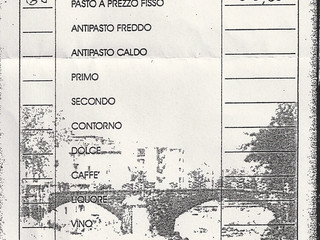 PASTO A PREZZO FISSO
ANTIPASTO FREDDO
ANTIPASTO CALDO
PRIMO
SECONDO
CONTORNO
DOLCE
CAFFE'
LIQUORE
VINO